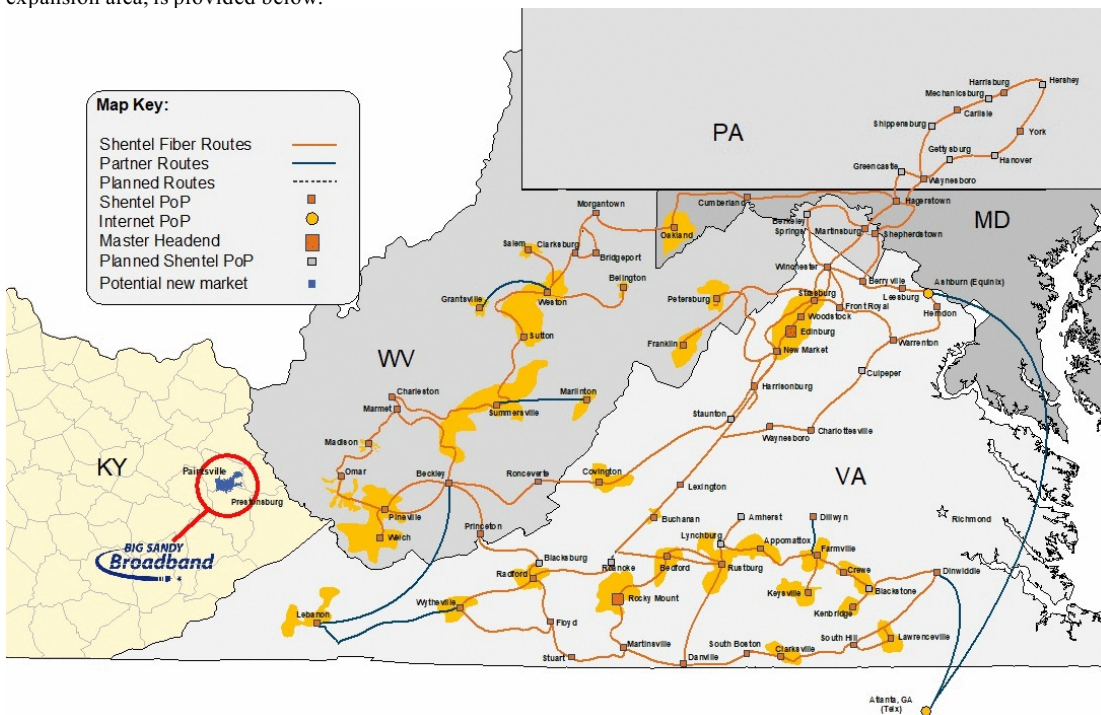 expansion area, is provided below.
Map Key:
Shentel Fiber Routes
Partner Routes
Planned Routes
Shentel PoP
Internet PoP
Master Headend
Planned Shentel PoP
Potential new market
PA
MD
WV
KY
VA
Harrisburg
Hershey
Mechanicsburg
Carlisle
Shippensburg
York
Gettysburg
Hanover
Greencastle
Waynesboro
Hagerstown
Cumberland
Morgantown
Oakland
Berkeley
Springs
Martinsburg
Shepherdstown
Salem
Clarksburg
Bridgeport
Belington
Winchester
Berryville
Leesburg
Ashburn (Equinix)
Grantsville
Weston
Petersburg
Strasburg
Front Royal
Herndon
Woodstock
Edinburg
Warrenton
Sutton
Franklin
New Market
Culpeper
Harrisonburg
Charleston
Marlinton
Marmet
Summersville
Staunton
Waynesboro
Charlottesville
Madison
Omar
Beckley
Ronceverte
Covington
Lexington
Paintsville
Prestonsburg
BIG SANDY
Broadband
Pineville
Welch
Princeton
Buchanan
Amherst
Dillwyn
Richmond
Lynchburg
Appomattox
Blacksburg
Roanoke
Bedford
Rustburg
Farmville
Crewe
Dinwiddie
Radford
Keysville
Blackstone
Rocky Mount
Kenbridge
Wytheville
Lebanon
Floyd
Martinsville
South Boston
South Hill
Lawrenceville
Clarksville
Stuart
Danville
Atlanta, GA
(Telx)